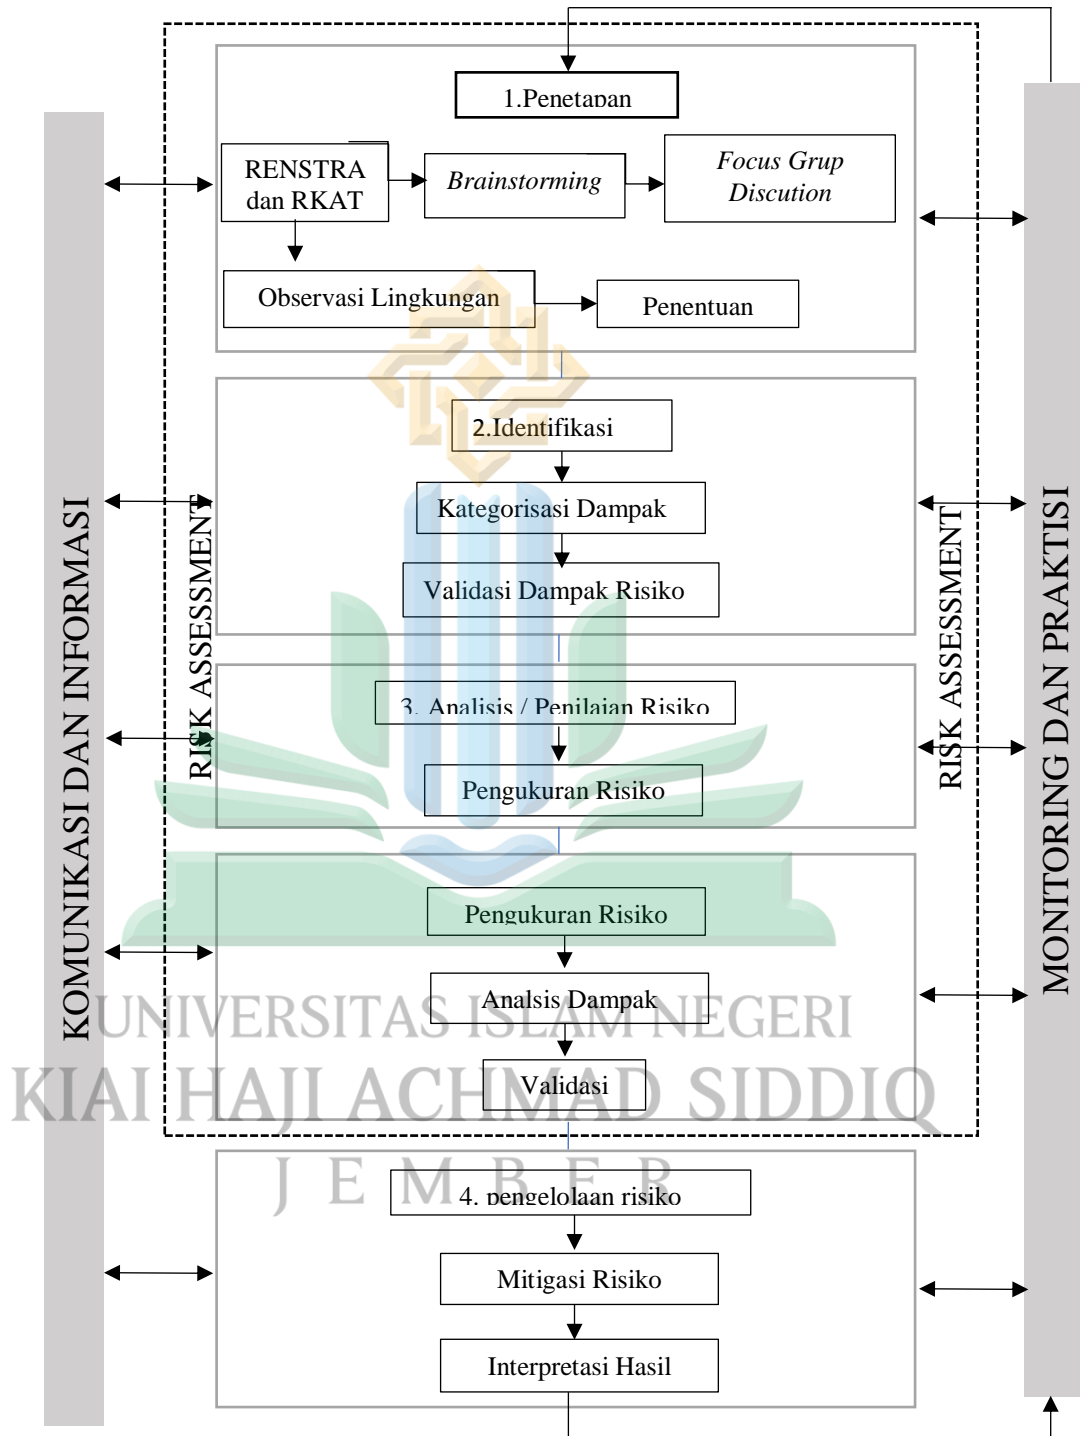 1.Penetapan
RENSTRA
dan RKAT
Brainstorming
Focus Grup
Discution
Observasi Lingkungan
Penentuan
2.Identifikasi
Kategorisasi Dampak
Validasi Dampak Risiko
3. Analisis / Penilaian Risiko
Pengukuran Risiko
Pengukuran Risiko
Analsis Dampak
Validasi
4. pengelolaan risiko
Mitigasi Risiko
Interpretasi Hasil
KOMUNIKASI DAN INFORMASI
RISK ASSESSMENT
RISK ASSESSMENT
MONITORING DAN PRAKTISI
UNIVERSITAS ISLAM NEGERI
KIAI HAJI ACHMAD SIDDIQ
JEMBER